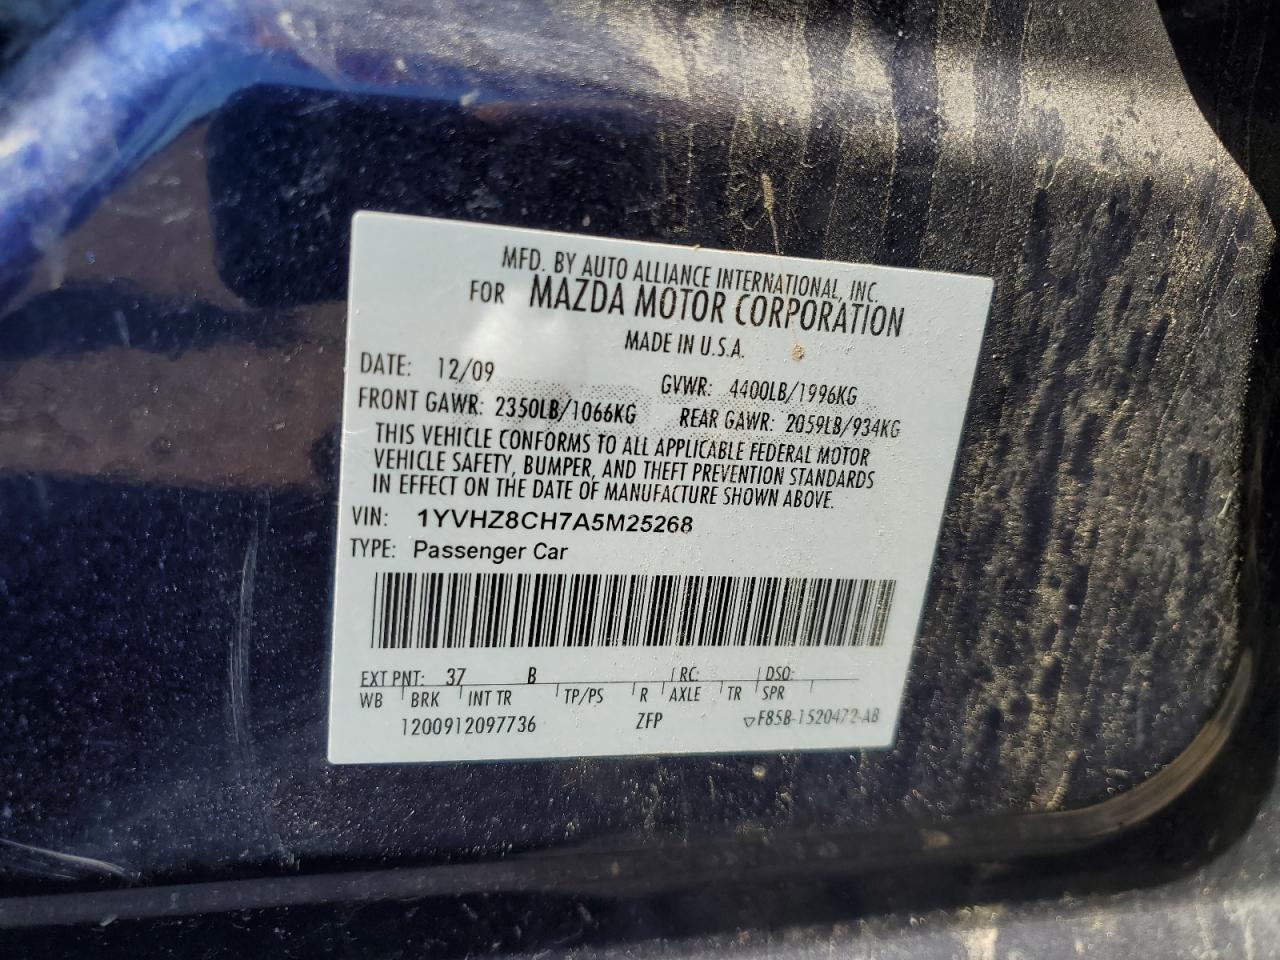 MFD. BY AUTO ALLIANCE INTERNATIONAL, INC.
FOR MAZDA MOTOR CORPORATION
MADE IN U.S.A.
DATE: 12/09 GVWR: 4400LB/1996KG
FRONT GAWR: 2350LB/1066KG REAR GAWR: 2059LB/934KG
THIS VEHICLE CONFORMS TO ALL APPLICABLE FEDERAL MOTOR
VEHICLE SAFETY, BUMPER, AND THEFT PREVENTION STANDARDS
IN EFFECT ON THE DATE OF MANUFACTURE SHOWN ABOVE.
VIN: 1YVHZ8CH7A5M25268
TYPE: Passenger Car
EXT PNT: 37 B RC: DSO:
WB BRK INT TR TP/PS R AXLE TR SPR
1200912097736 ZFP F85B-1520472-AB